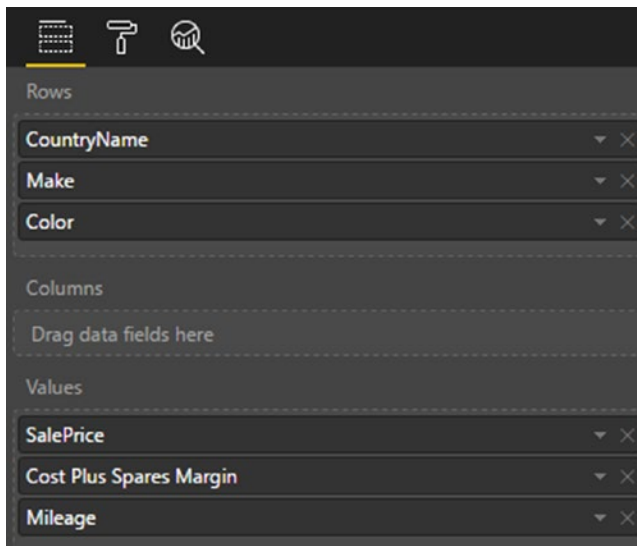 Rows
CountryName
Make
Color
Columns
Drag data fields here
Values
SalePrice
Cost Plus Spares Margin
Mileage